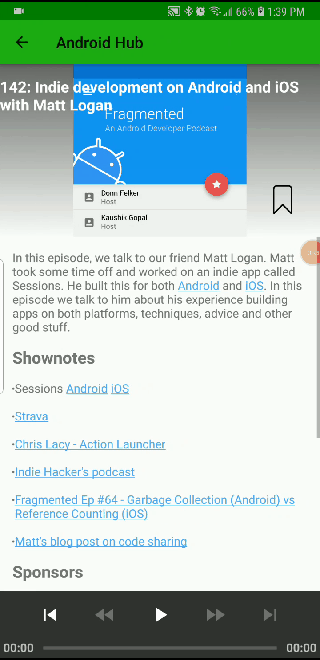 66% 1:39 PM
Android Hub
142: Indie development on Android and iOS
with Matt Logan
Fragmented
An Android Developer Podcast
Donn Felker
Host
Kaushik Gopal
Host
In this episode, we talk to our friend Matt Logan. Matt
took some time off and worked on an indie app called
Sessions. He built this for both Android and iOS. In this
episode we talk to him about his experience building
apps on both platforms, techniques, advice and other
good stuff.
Shownotes
•Sessions Android iOS
•Strava
•Chris Lacy - Action Launcher
•Indie Hacker's podcast
•Fragmented Ep #64 - Garbage Collection (Android) vs
Reference Counting (iOS)
•Matt's blog post on code sharing
Sponsors
00:00 00:00